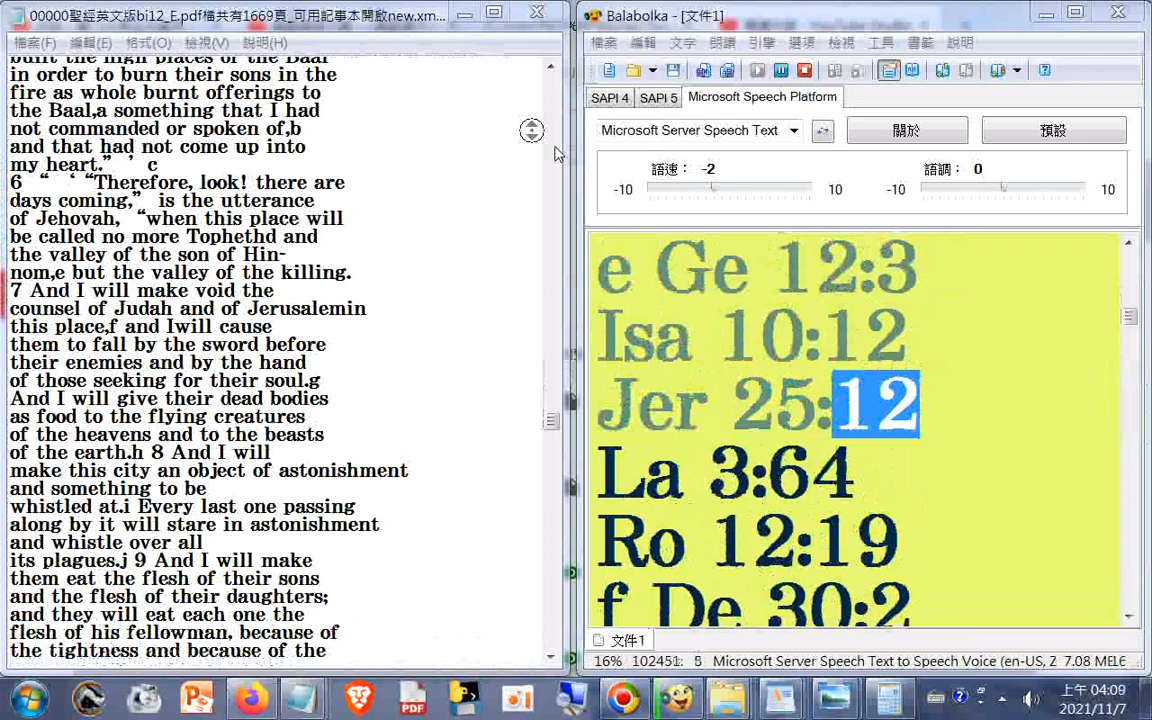 00000聖經英文版bi12_E.pdf檔共有1669頁_可用記事本開啟new.xm...
檔案(F) 編輯(E) 格式(O) 檢視(V) 說明(H)
built the high places of the Baal
in order to burn their sons in the
fire as whole burnt offerings to
the Baal,a something that I had
not commanded or spoken of,b
and that had not come up into
my heart.” ’ c
6 “ ‘ “Therefore, look! there are
days coming,” is the utterance
of Jehovah, “when this place will
be called no more Tophethd and
the valley of the son of Hin-
nom,e but the valley of the killing.
7 And I will make void the
counsel of Judah and of Jerusalemin
this place,f and Iwill cause
them to fall by the sword before
their enemies and by the hand
of those seeking for their soul.g
And I will give their dead bodies
as food to the flying creatures
of the heavens and to the beasts
of the earth.h 8 And I will
make this city an object of astonishment
and something to be
whistled at.i Every last one passing
along by it will stare in astonishment
and whistle over all
its plagues.j 9 And I will make
them eat the flesh of their sons
and the flesh of their daughters;
and they will eat each one the
flesh of his fellowman, because of
the tightness and because of the
Balabolka - [文件1]
檔案 編輯 文字 朗讀 引擎 選項 檢視 工具 書籤 說明
SAPI 4 SAPI 5 Microsoft Speech Platform
Microsoft Server Speech Text 關於 預設
語速： -2 語調： 0
-10 10 -10 10
e Ge 12:3
Isa 10:12
Jer 25:12
La 3:64
Ro 12:19
f De 30:2
文件1
16% 102451: 8 Microsoft Server Speech Text to Speech Voice (en-US, Z 7.08 ME
PDF
上午 04:09
2021/11/7